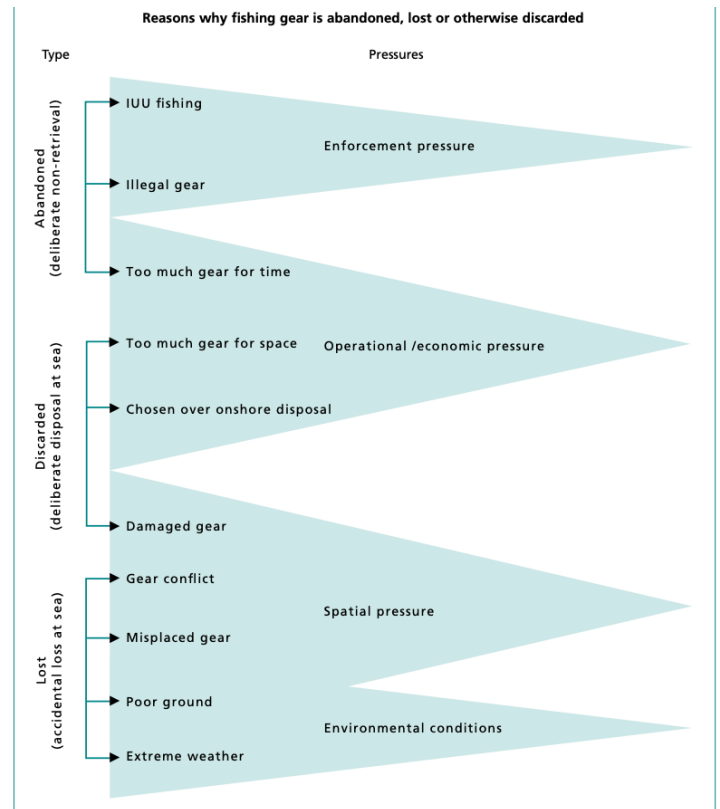 Reasons why fishing gear is abandoned, lost or otherwise discarded
Type
Pressures
Abandoned
(deliberate non-retrieval)
IUU fishing
Enforcement pressure
Illegal gear
Too much gear for time
Discarded
(deliberate disposal at sea)
Too much gear for space
Operational /economic pressure
Chosen over onshore disposal
Damaged gear
Lost
(accidental loss at sea)
Gear conflict
Spatial pressure
Misplaced gear
Poor ground
Environmental conditions
Extreme weather